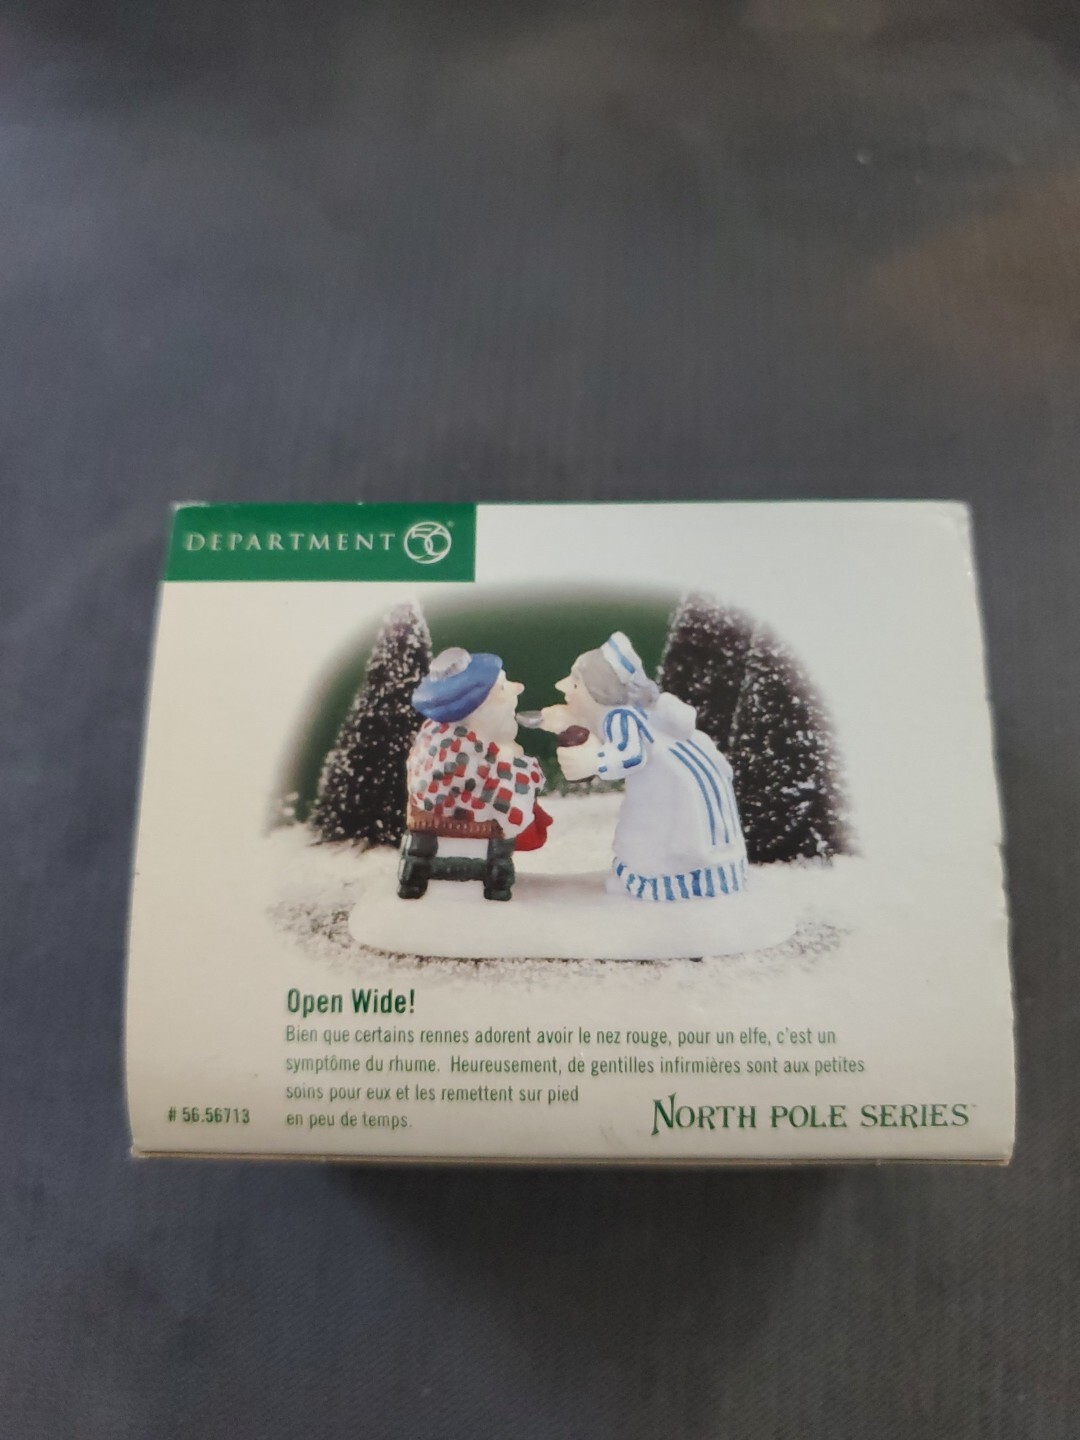 DEPARTMENT 56®
Open Wide!
Bien que certains rennes adorent avoir le nez rouge, pour un elfe, c'est un
symptôme du rhume. Heureusement, de gentilles infirmières sont aux petites
soins pour eux et les remettent sur pied
en peu de temps.
# 56.56713
NORTH POLE SERIES™